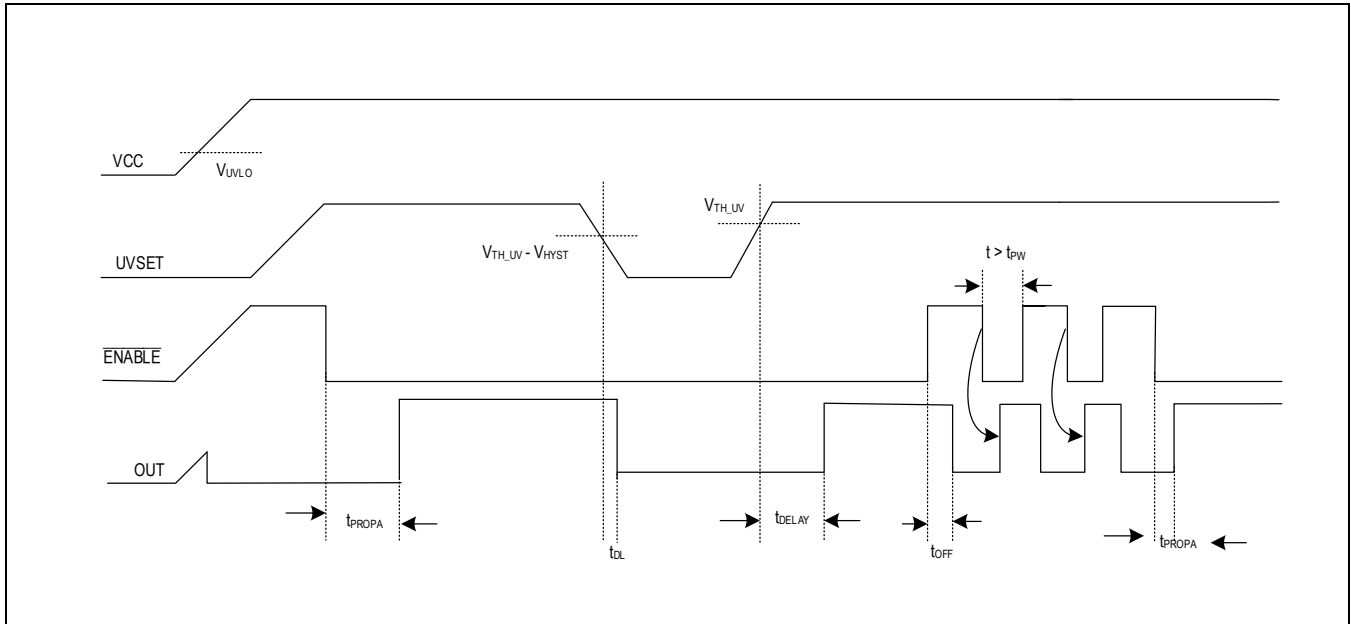 VCC
VUVLO
VTH_UV
VTH_UV - VHYST
t > tPW
UVSET
ENABLE
OUT
tPROPA
tDL
tDELAY
tOFF
tPROPA